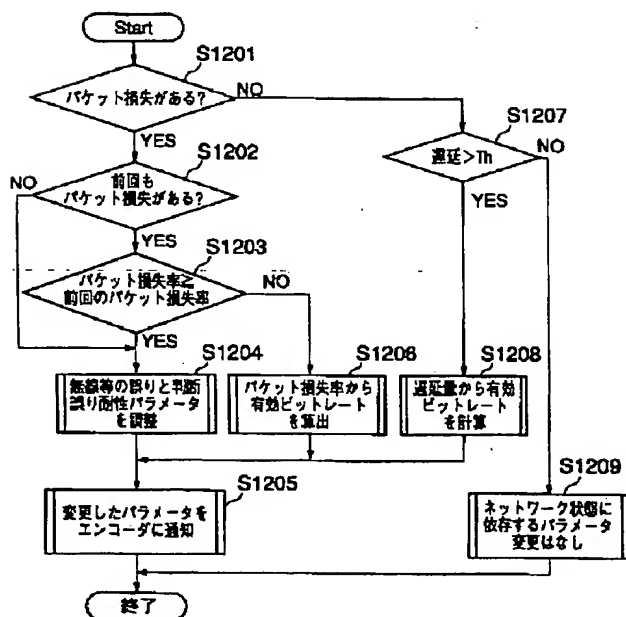 Start
S1201
パケット損失がある?
NO
YES
S1207
遅延>Th
NO
YES
S1202
前回も
パケット損失がある?
NO
YES
S1203
パケット損失率≧
前回のパケット損失率
NO
YES
S1204
無線等の誤りと判断
誤り耐性パラメータ
を調整
S1206
パケット損失率から
有効ビットレート
を算出
S1208
遅延量から有効
ビットレート
を計算
S1205
変更したパラメータを
エンコーダに通知
S1209
ネットワーク状態に
依存するパラメータ
変更はなし
終了